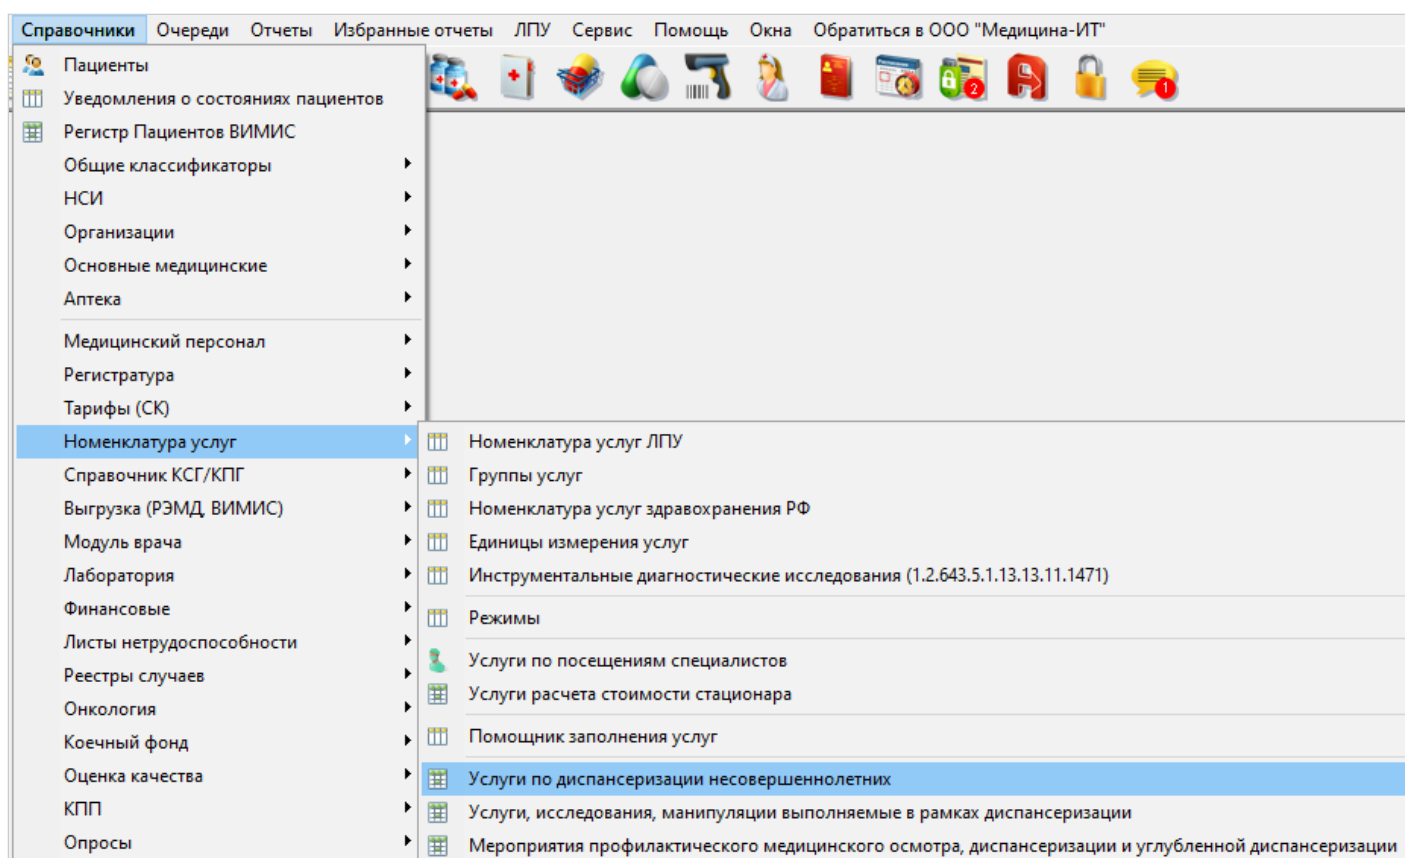 Справочники Очереди Отчеты Избранные отчеты ЛПУ Сервис Помощь Окна Обратиться в ООО "Медицина-ИТ"
2
1
Пациенты
Уведомления о состояниях пациентов
Регистр Пациентов ВИМИС
Общие классификаторы
НСИ
Организации
Основные медицинские
Аптека
Медицинский персонал
Регистратура
Тарифы (СК)
Номенклатура услуг
Справочник КСГ/КПГ
Выгрузка (РЭМД, ВИМИС)
Модуль врача
Лаборатория
Финансовые
Листы нетрудоспособности
Реестры случаев
Онкология
Коечный фонд
Оценка качества
КПП
Опросы
Номенклатура услуг ЛПУ
Группы услуг
Номенклатура услуг здравохранения РФ
Единицы измерения услуг
Инструментальные диагностические исследования (1.2.643.5.1.13.13.11.1471)
Режимы
Услуги по посещениям специалистов
Услуги расчета стоимости стационара
Помощник заполнения услуг
Услуги по диспансеризации несовершеннолетних
Услуги, исследования, манипуляции выполняемые в рамках диспансеризации
Мероприятия профилактического медицинского осмотра, диспансеризации и углубленной диспансеризации